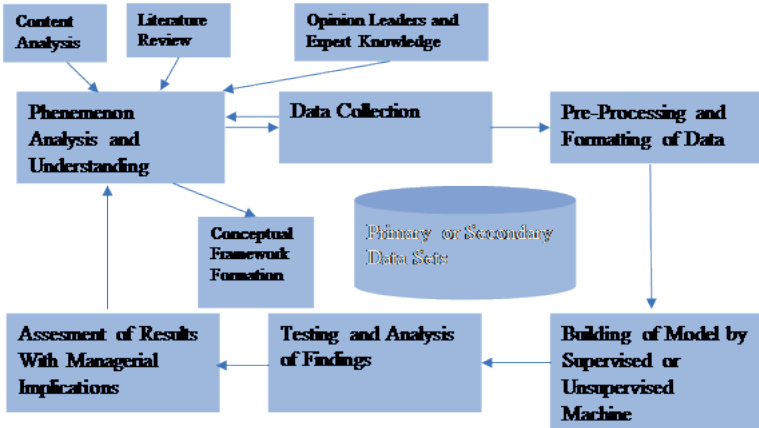 Content
Analysis
Literature
Review
Opinion Leaders and
Expert Knowledge
Phenemenon
Analysis and
Understanding
Data Collection
Pre-Processing and
Formatting of Data
Conceptual
Framework
Formation
Primary or Secondary
Data Sets
Assesment of Results
With Managerial
Implications
Testing and Analysis
of Findings
Building of Model by
Supervised or
Unsupervised
Machine